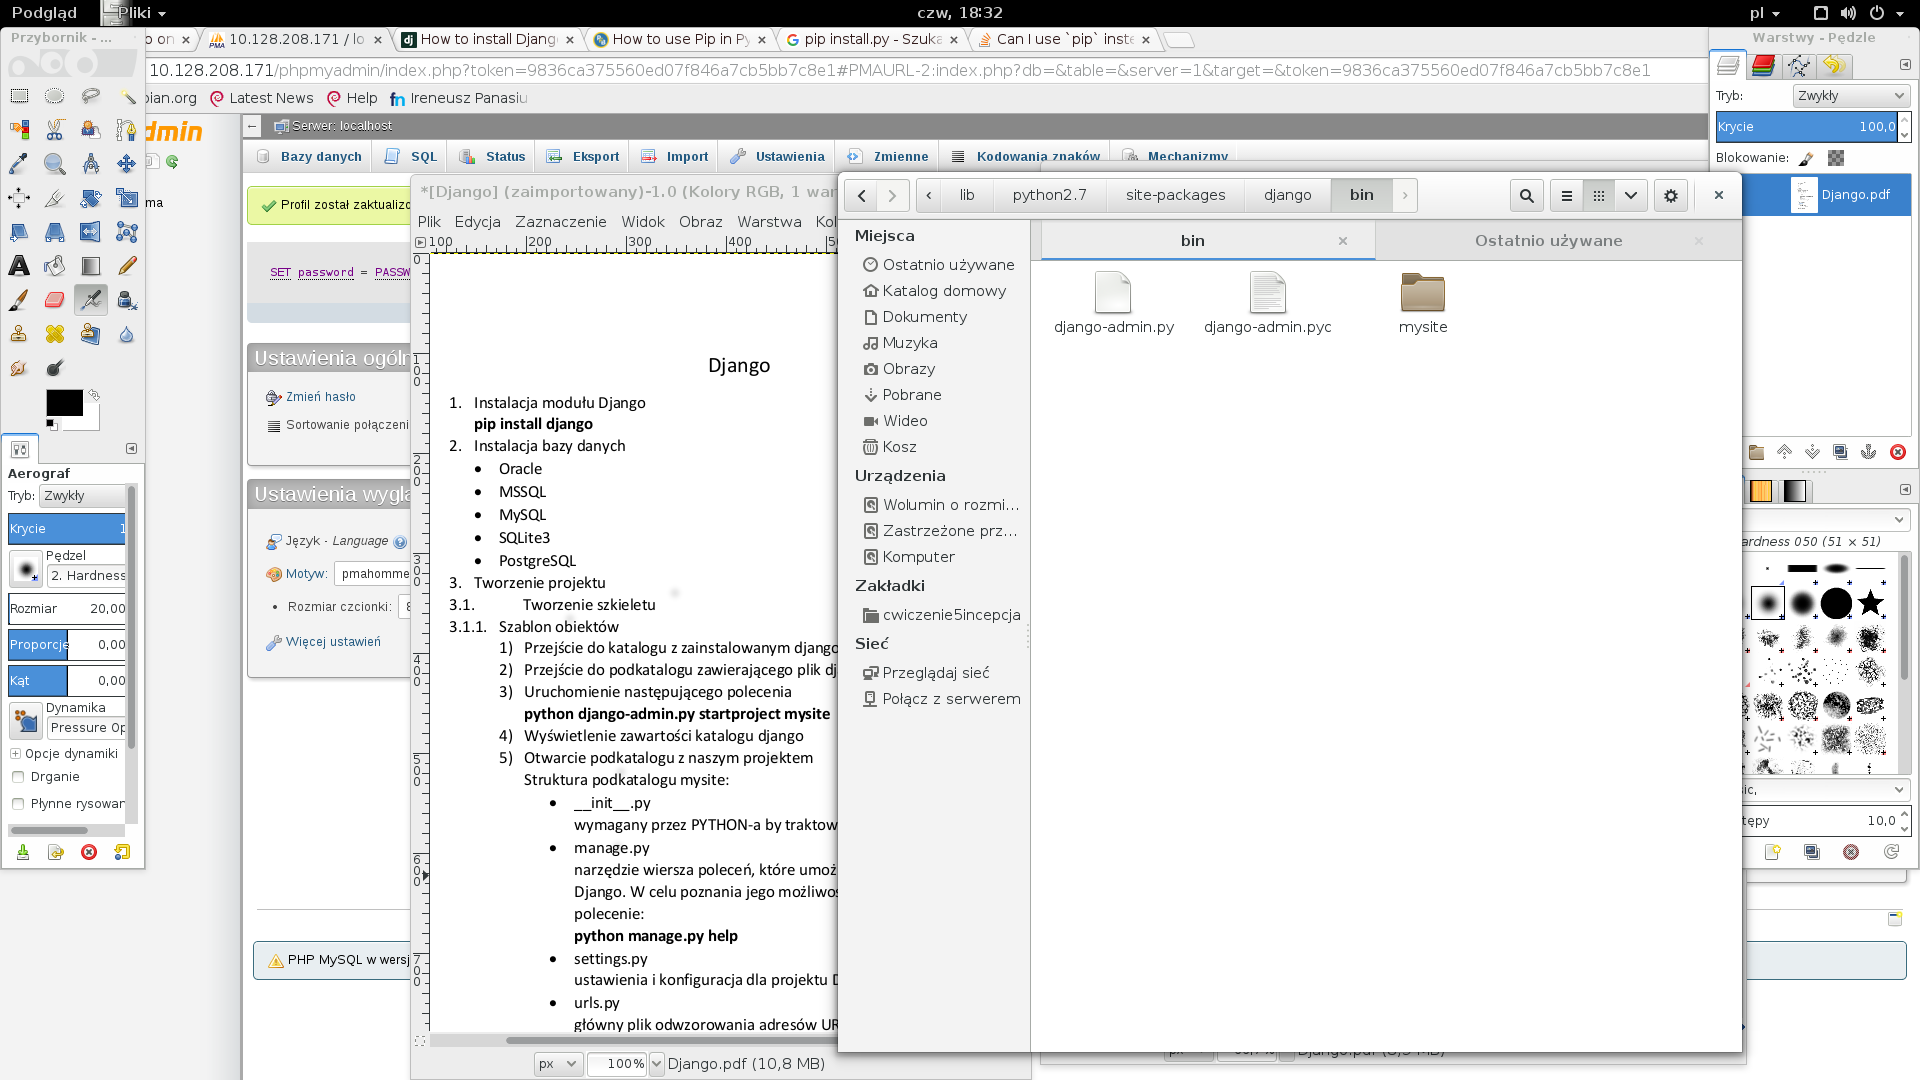 Podgląd
Pliki
czw, 18:32
pl
Przybornik - ...
o on
10.128.208.171 / lo
How to install Djang
How to use Pip in Py
pip install.py - Szuka
Can I use `pip` inste
Warstwy - Pędzle
10.128.208.171/phpmyadmin/index.php?token=9836ca375560ed07f846a7cb5bb7c8e1#PMAURL-2:index.php?db=&table=&server=1&target=&token=9836ca375560ed07f846a7cb5bb7c8e1
bian.org
Latest News
Help
Ireneusz Panasiu
Tryb:
Zwykły
Krycie
100,0
Blokowanie:
Django.pdf
dmin
Serwer: localhost
Bazy danych
SQL
Status
Eksport
Import
Ustawienia
Zmienne
Kodowania znaków
Mechanizmy
ma
Profil został zaktualizo
SET password = PASSW
Ustawienia ogóln
Zmień hasło
Sortowanie połączeni
Ustawienia wyglą
Język - Language
Motyw:
pmahomme
Rozmiar czcionki:
8
Więcej ustawień
PHP MySQL w wersj
Aerograf
Tryb:
Zwykły
Krycie
1
Pędzel
2. Hardness
Rozmiar
20,00
Proporcje
0,00
Kąt
0,00
Dynamika
Pressure Op
Opcje dynamiki
Drganie
Płynne rysowan
*[Django] (zaimportowany)-1.0 (Kolory RGB, 1 war
Plik
Edycja
Zaznaczenie
Widok
Obraz
Warstwa
Kol
100
200
300
400
50
Django
1. Instalacja modułu Django
pip install django
2. Instalacja bazy danych
• Oracle
• MSSQL
• MySQL
• SQLite3
• PostgreSQL
3. Tworzenie projektu
3.1. Tworzenie szkieletu
3.1.1. Szablon obiektów
1) Przejście do katalogu z zainstalowanym django
2) Przejście do podkatalogu zawierającego plik dj
3) Uruchomienie następującego polecenia
python django-admin.py startproject mysite
4) Wyświetlenie zawartości katalogu django
5) Otwarcie podkatalogu z naszym projektem
Struktura podkatalogu mysite:
• __init__.py
wymagany przez PYTHON-a by traktow
• manage.py
narzędzie wiersza poleceń, które umoż
Django. W celu poznania jego możliwoś
polecenie:
python manage.py help
• settings.py
ustawienia i konfiguracja dla projektu D
• urls.py
główny plik odwzorowania adresów UR
px
100%
Django.pdf (10,8 MB)
lib
python2.7
site-packages
django
bin
Miejsca
Ostatnio używane
Katalog domowy
Dokumenty
Muzyka
Obrazy
Pobrane
Wideo
Kosz
Urządzenia
Wolumin o rozmi...
Zastrzeżone prz...
Komputer
Zakładki
cwiczenie5incepcja
Sieć
Przeglądaj sieć
Połącz z serwerem
bin
Ostatnio używane
django-admin.py
django-admin.pyc
mysite
ardness 050 (51 × 51)
sic,
tępy
10,0